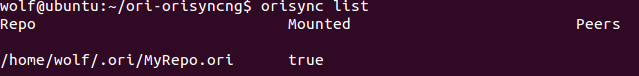 wolf@ubuntu:~/ori-orisyncng$ orisync list
Repo Mounted Peers
/home/wolf/.ori/MyRepo.ori true